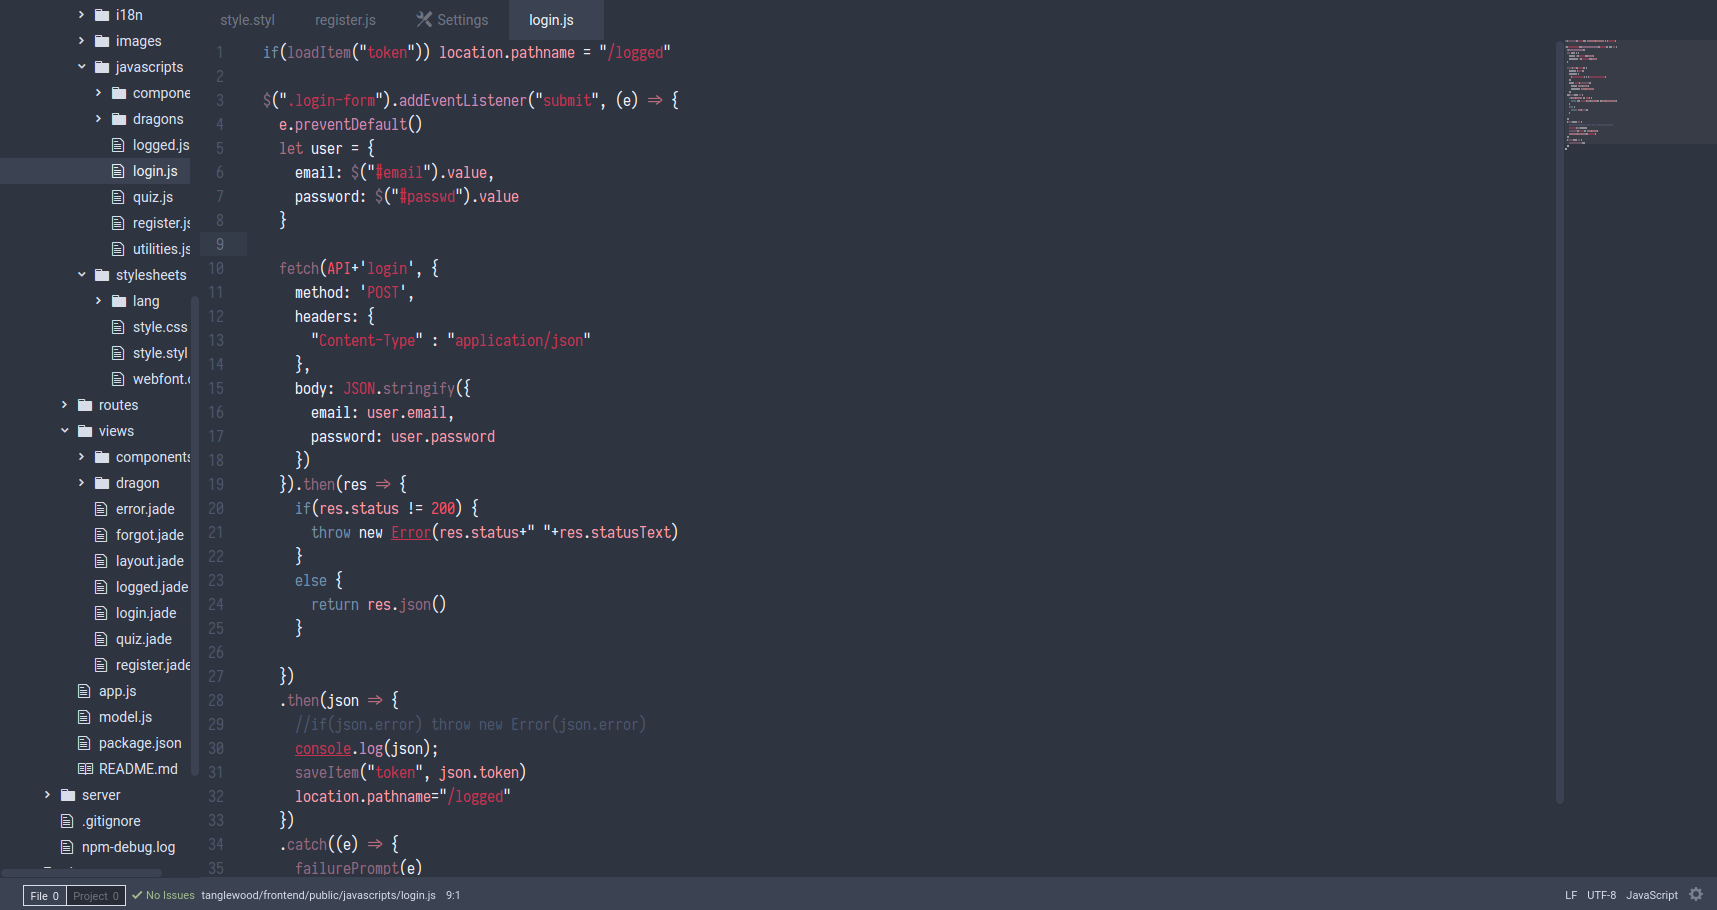 i18n
images
javascripts
compone
dragons
logged.js
login.js
quiz.js
register.js
utilities.js
stylesheets
lang
style.css
style.styl
webfont.
routes
views
components
dragon
error.jade
forgot.jade
layout.jade
logged.jade
login.jade
quiz.jade
register.jade
app.js
model.js
package.json
README.md
server
.gitignore
npm-debug.log
style.styl register.js Settings login.js
1 if(loadItem("token")) location.pathname = "/logged"
2
3 $(".login-form").addEventListener("submit", (e) => {
4 e.preventDefault()
5 let user = {
6 email: $("#email").value,
7 password: $("#passwd").value
8 }
9
10 fetch(API+'login', {
11 method: 'POST',
12 headers: {
13 "Content-Type" : "application/json"
14 },
15 body: JSON.stringify({
16 email: user.email,
17 password: user.password
18 })
19 }).then(res => {
20 if(res.status != 200) {
21 throw new Error(res.status+" "+res.statusText)
22 }
23 else {
24 return res.json()
25 }
26
27 })
28 .then(json => {
29 //if(json.error) throw new Error(json.error)
30 console.log(json);
31 saveItem("token", json.token)
32 location.pathname="/logged"
33 })
34 .catch((e) => {
35 failurePrompt(e)
File 0 Project 0 No Issues tanglewood/frontend/public/javascripts/login.js 9:1 LF UTF-8 JavaScript